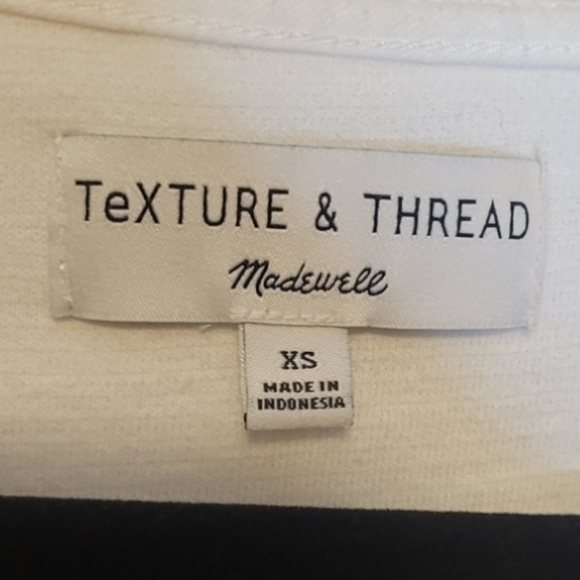 TeXTURE & THREAD
Madewell
XS
MADE IN
INDONESIA